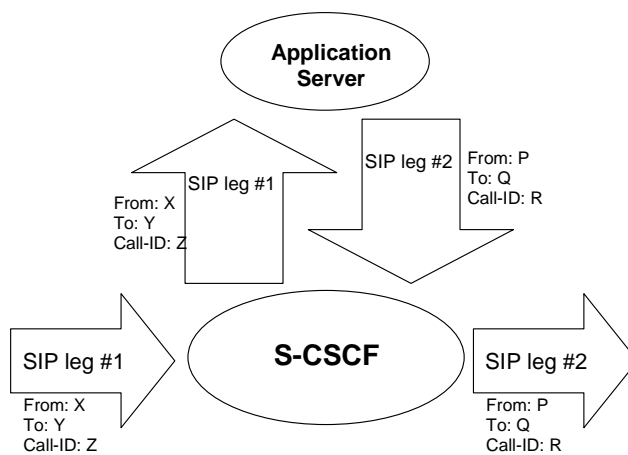 Application
Server
SIP leg #1
From: X
To: Y
Call-ID: Z
SIP leg #2
From: P
To: Q
Call-ID: R
SIP leg #1
From: X
To: Y
Call-ID: Z
S-CSCF
SIP leg #2
From: P
To: Q
Call-ID: R